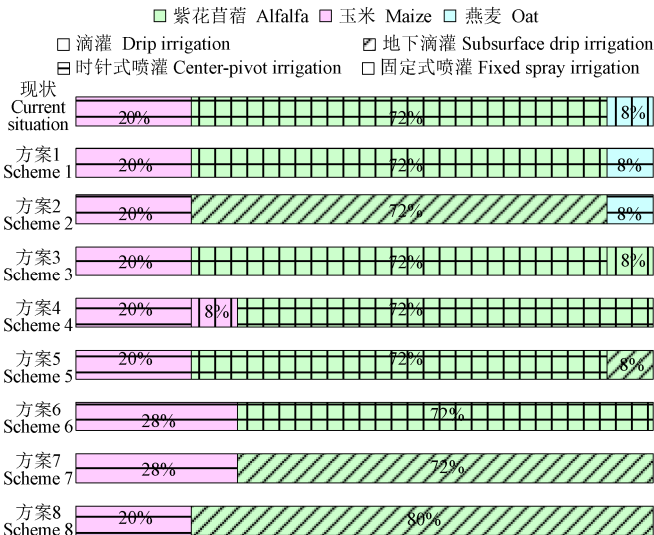 紫花苜蓿 Alfalfa 玉米 Maize 燕麦 Oat
滴灌 Drip irrigation 地下滴灌 Subsurface drip irrigation
时针式喷灌 Center-pivot irrigation 固定式喷灌 Fixed spray irrigation
现状
Current
situation
20% 72% 8%
方案1
Scheme 1
20% 72% 8%
方案2
Scheme 2
20% 72% 8%
方案3
Scheme 3
20% 72% 8%
方案4
Scheme 4
20% 8% 72%
方案5
Scheme 5
20% 72% 8%
方案6
Scheme 6
28% 72%
方案7
Scheme 7
28% 72%
方案8
Scheme 8
20% 80%